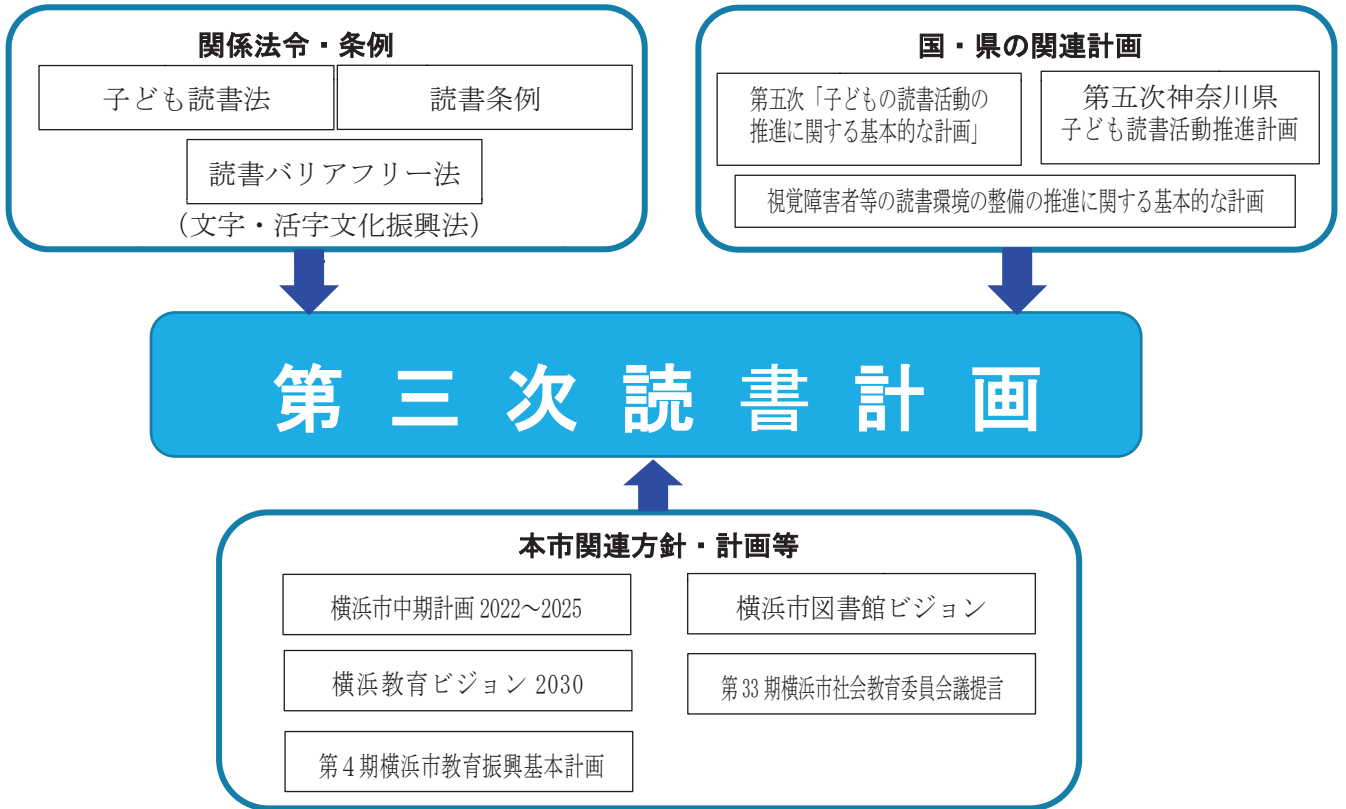 関係法令・条例
子ども読書法
読書条例
読書バリアフリー法
(文字・活字文化振興法)
国・県の関連計画
第五次「子どもの読書活動の
推進に関する基本的な計画」
第五次神奈川県
子ども読書活動推進計画
視覚障害者等の読書環境の整備の推進に関する基本的な計画
第三次読書計画
本市関連方針・計画等
横浜市中期計画 2022～2025
横浜市図書館ビジョン
横浜教育ビジョン 2030
第 33 期横浜市社会教育委員会議提言
第4期横浜市教育振興基本計画